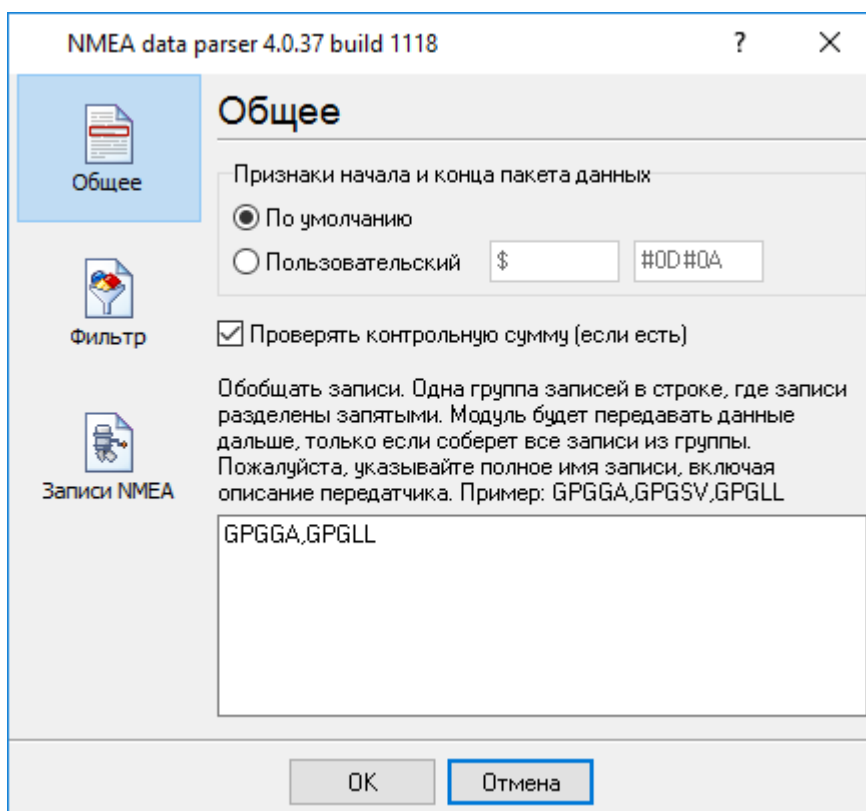 NMEA data parser 4.0.37 build 1118
?
Общее
Фильтр
Записи NMEA
Общее
Признаки начала и конца пакета данных
По умолчанию
Пользовательский $ #0D#0A
Проверять контрольную сумму (если есть)
Обобщать записи. Одна группа записей в строке, где записи
разделены запятыми. Модуль будет передавать данные
дальше, только если соберет все записи из группы.
Пожалуйста, указывайте полное имя записи, включая
описание передатчика. Пример: GPGGA,GPGSV,GPGLL
GPGGA,GPGLL
OK Отмена